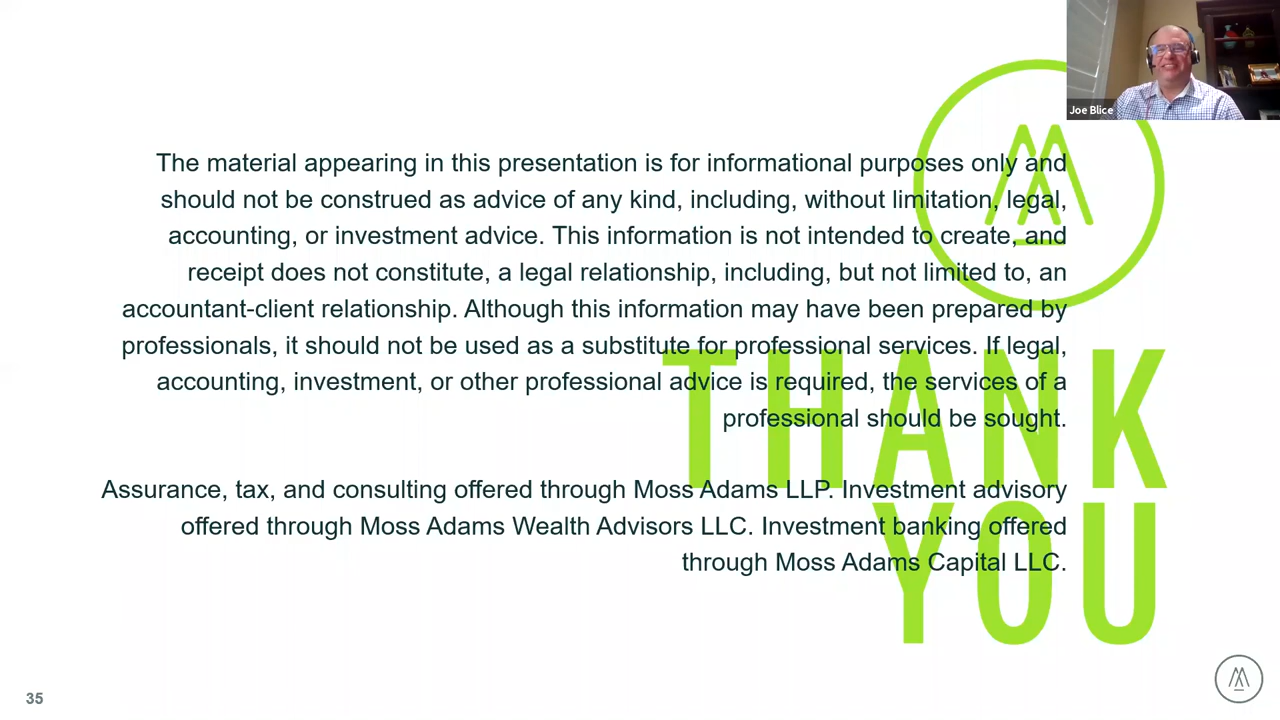 Joe Blice
The material appearing in this presentation is for informational purposes only and
should not be construed as advice of any kind, including, without limitation, legal,
accounting, or investment advice. This information is not intended to create, and
receipt does not constitute, a legal relationship, including, but not limited to, an
accountant-client relationship. Although this information may have been prepared by
professionals, it should not be used as a substitute for professional services. If legal,
accounting, investment, or other professional advice is required, the services of a
professional should be sought.
Assurance, tax, and consulting offered through Moss Adams LLP. Investment advisory
offered through Moss Adams Wealth Advisors LLC. Investment banking offered
through Moss Adams Capital LLC.
THANK
YOU
35